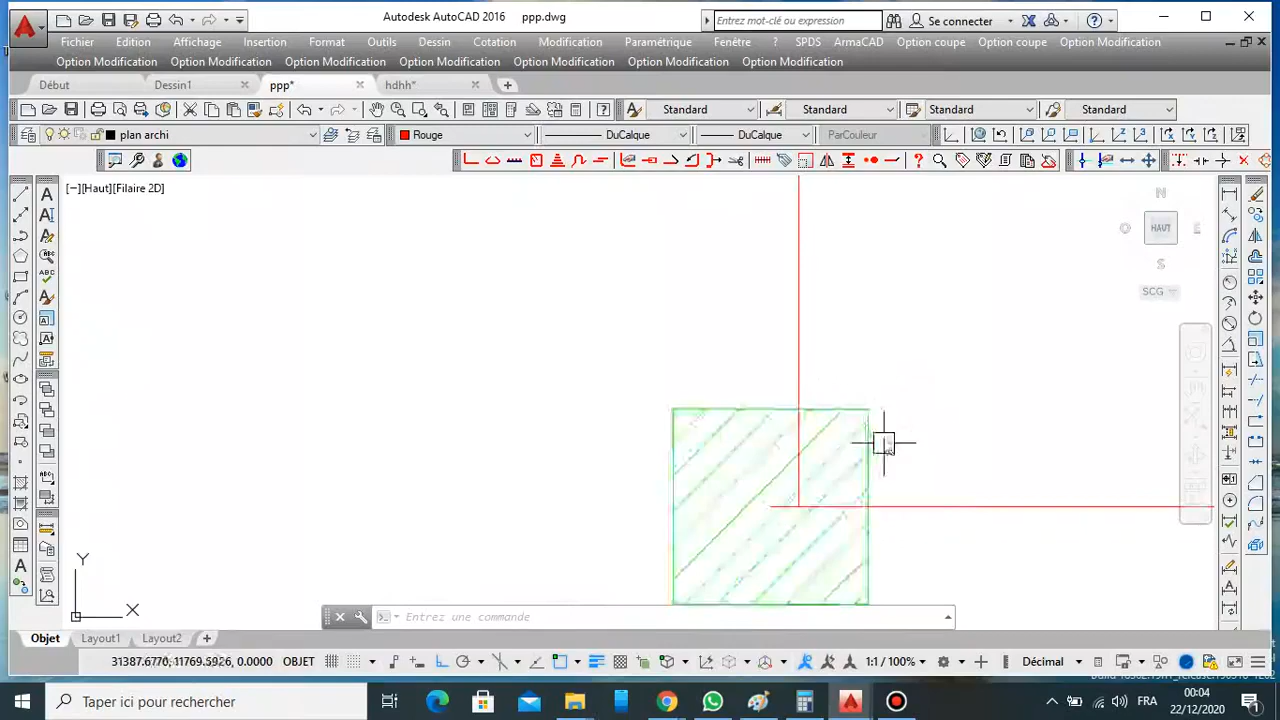 Autodesk AutoCAD 2016 ppp.dwg
Entrez mot-clé ou expression
Se connecter
Fichier Edition Affichage Insertion Format Outils Dessin Cotation Modification Paramétrique Fenêtre ? SPDS ArmaCAD Option coupe Option coupe Option Modification
Option Modification Option Modification Option Modification Option Modification Option Modification Option Modification Option Modification
Début Dessin1 ppp* hdhh*
Standard Standard Standard Standard
plan archi Rouge DuCalque DuCalque ParCouleur
[−][Haut][Filaire 2D]
N
O HAUT E
S
SCG
Y
X
Entrez une commande
Objet Layout1 Layout2 +
31387.6770, 11769.5926, 0.0000 OBJET 1:1 / 100% Décimal
Taper ici pour rechercher
FRA
00:04
22/12/2020